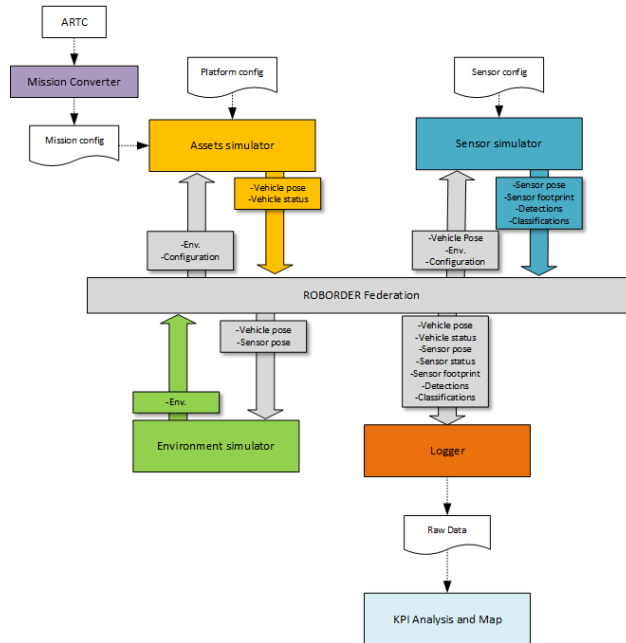 ARTC
Mission Converter
Mission config
Platform config
Sensor config
Assets simulator
Sensor simulator
-Vehicle pose
-Vehicle status
-Sensor pose
-Sensor footprint
-Detections
-Classifications
-Env.
-Configuration
-Vehicle Pose
-Env.
-Configuration
ROBORDER Federation
-Vehicle pose
-Sensor pose
-Vehicle pose
-Vehicle status
-Sensor pose
-Sensor status
-Sensor footprint
-Detections
-Classifications
-Env.
Environment simulator
Logger
Raw Data
KPI Analysis and Map